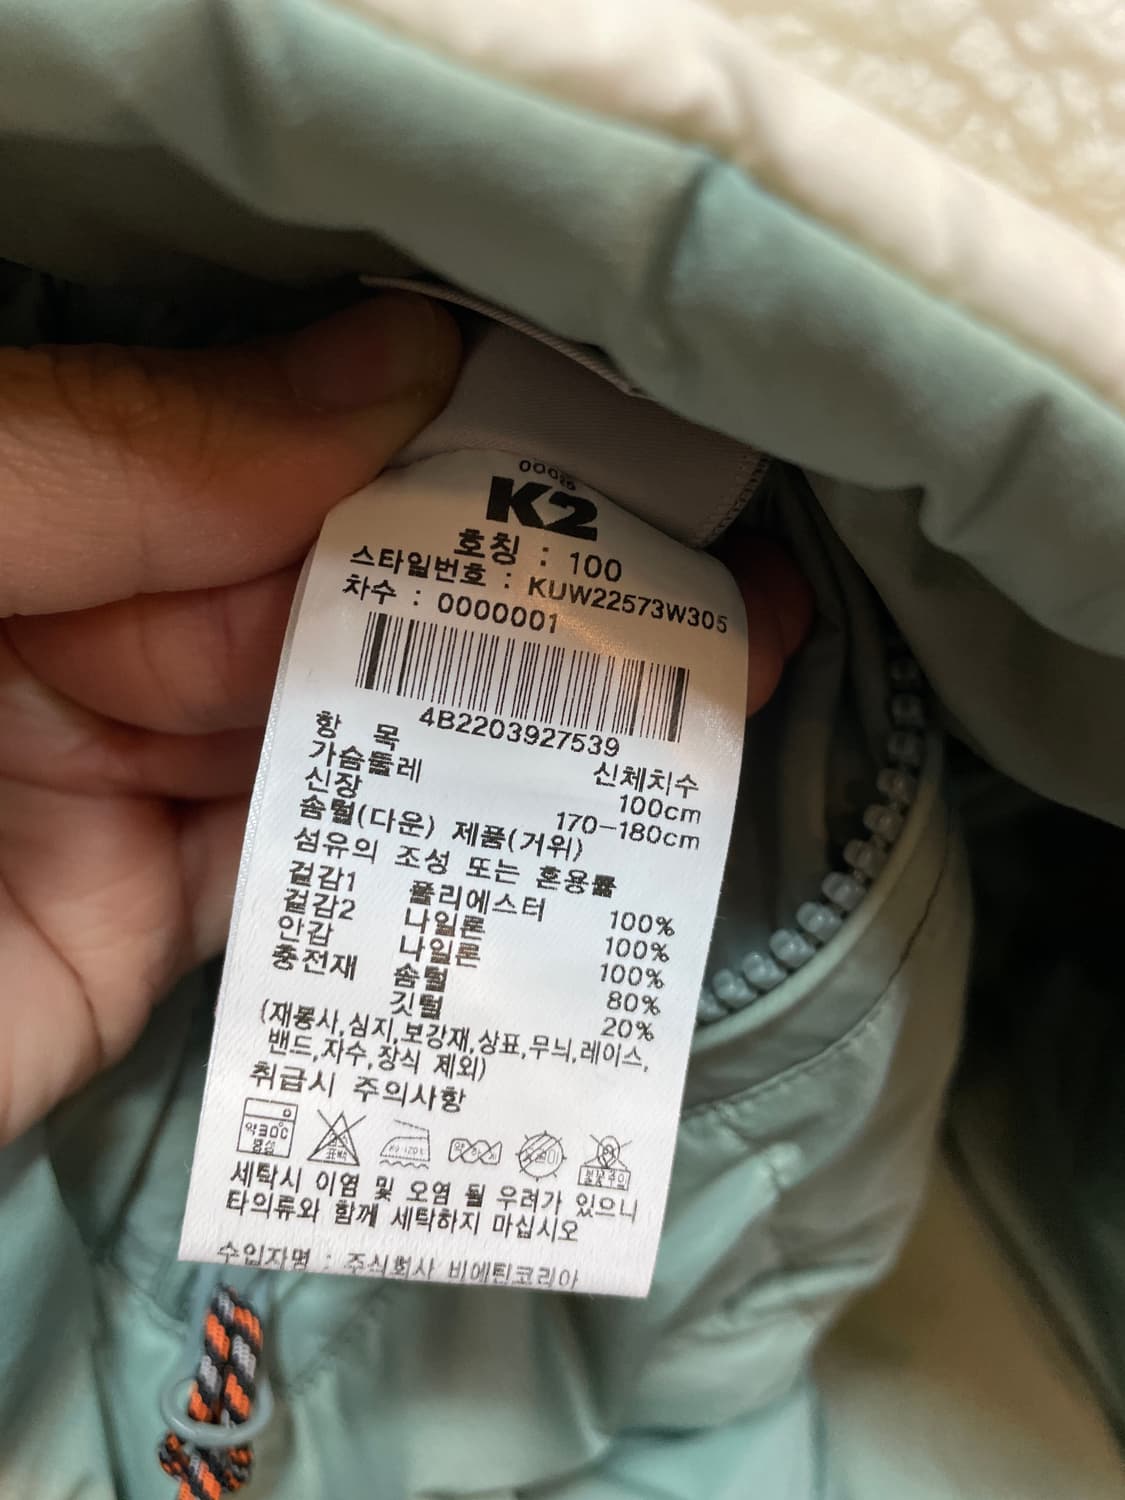 K2
호칭 : 100
스타일번호 : KUW22573W305
차수 : 0000001
4B2203927539
항 목 신체치수
가슴둘레 100cm
신장 170-180cm
솜털(다운) 제품(거위)
섬유의 조성 또는 혼용률
겉감1 폴리에스터 100%
겉감2 나일론 100%
안감 나일론 100%
충전재 솜털 80%
깃털 20%
(재봉사,심지,보강재,상표,무늬,레이스,
밴드,자수,장식 제외)
취급시 주의사항
약30℃ 중성
표백
세탁시 이염 및 오염 될 우려가 있으니
타의류와 함께 세탁하지 마십시오
수입자명 : 주식회사 비에틴코리아